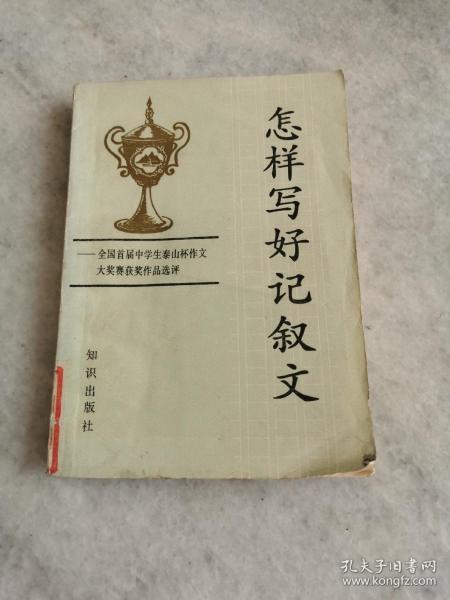 怎样写好记叙文
——全国首届中学生泰山杯作文
大奖赛获奖作品选评
知识出版社
孔夫子旧书网
www.kongfz.com